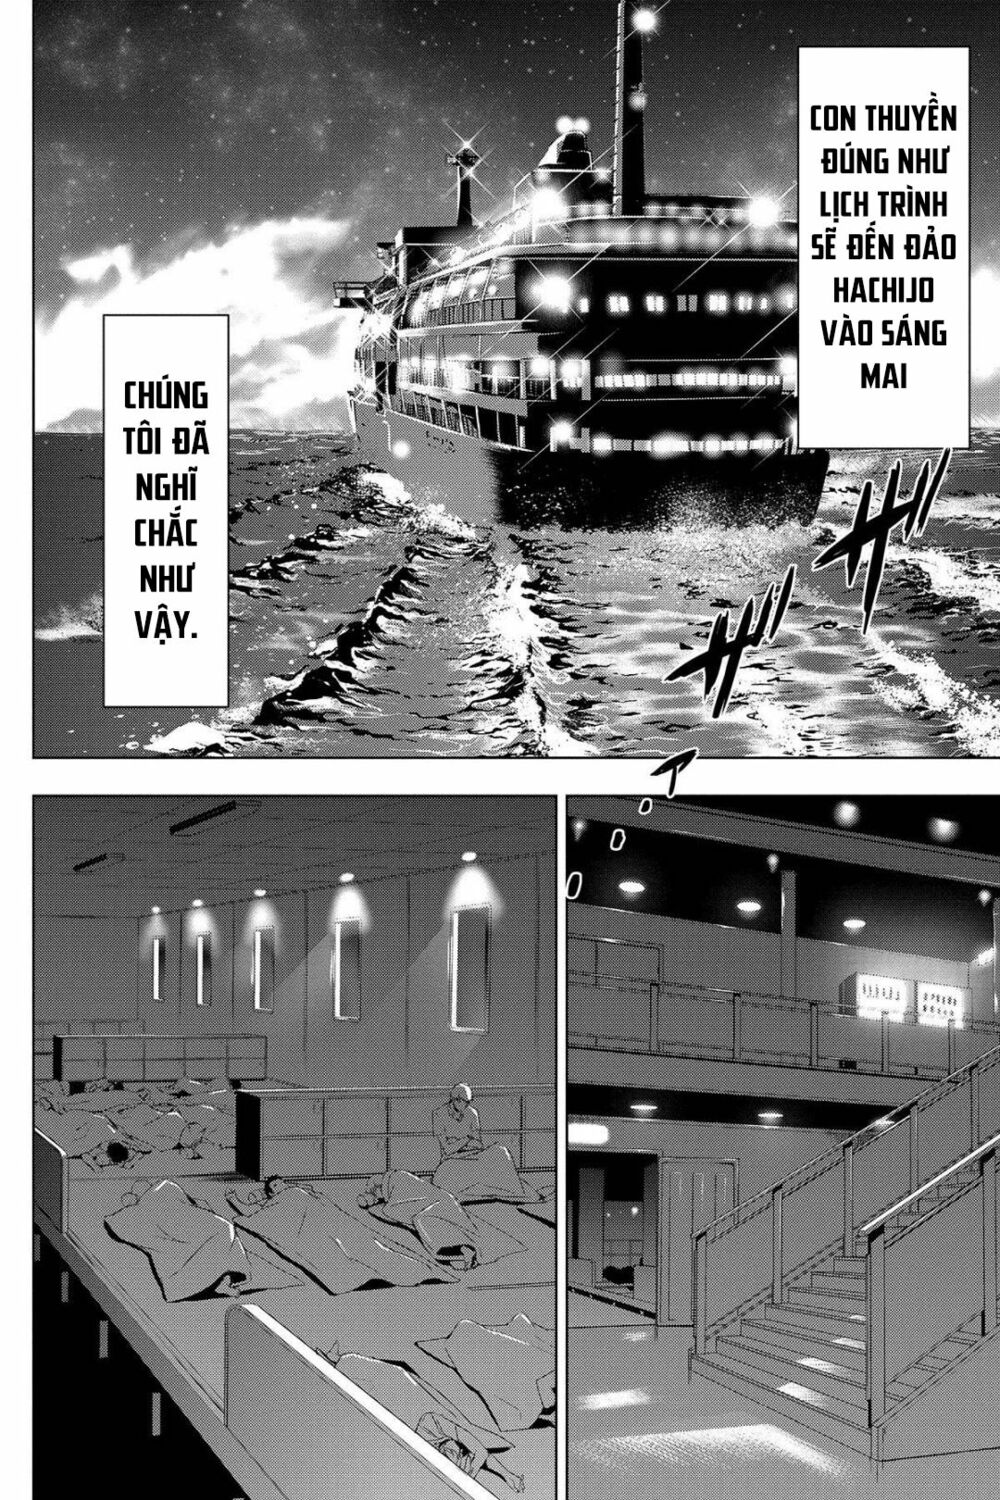 CON THUYỀN
ĐÚNG NHƯ
LỊCH TRÌNH
SẼ ĐẾN ĐẢO
HACHIJO
VÀO SÁNG
MAI
CHÚNG
TÔI ĐÃ
NGHĨ
CHẮC
NHƯ
VẬY.